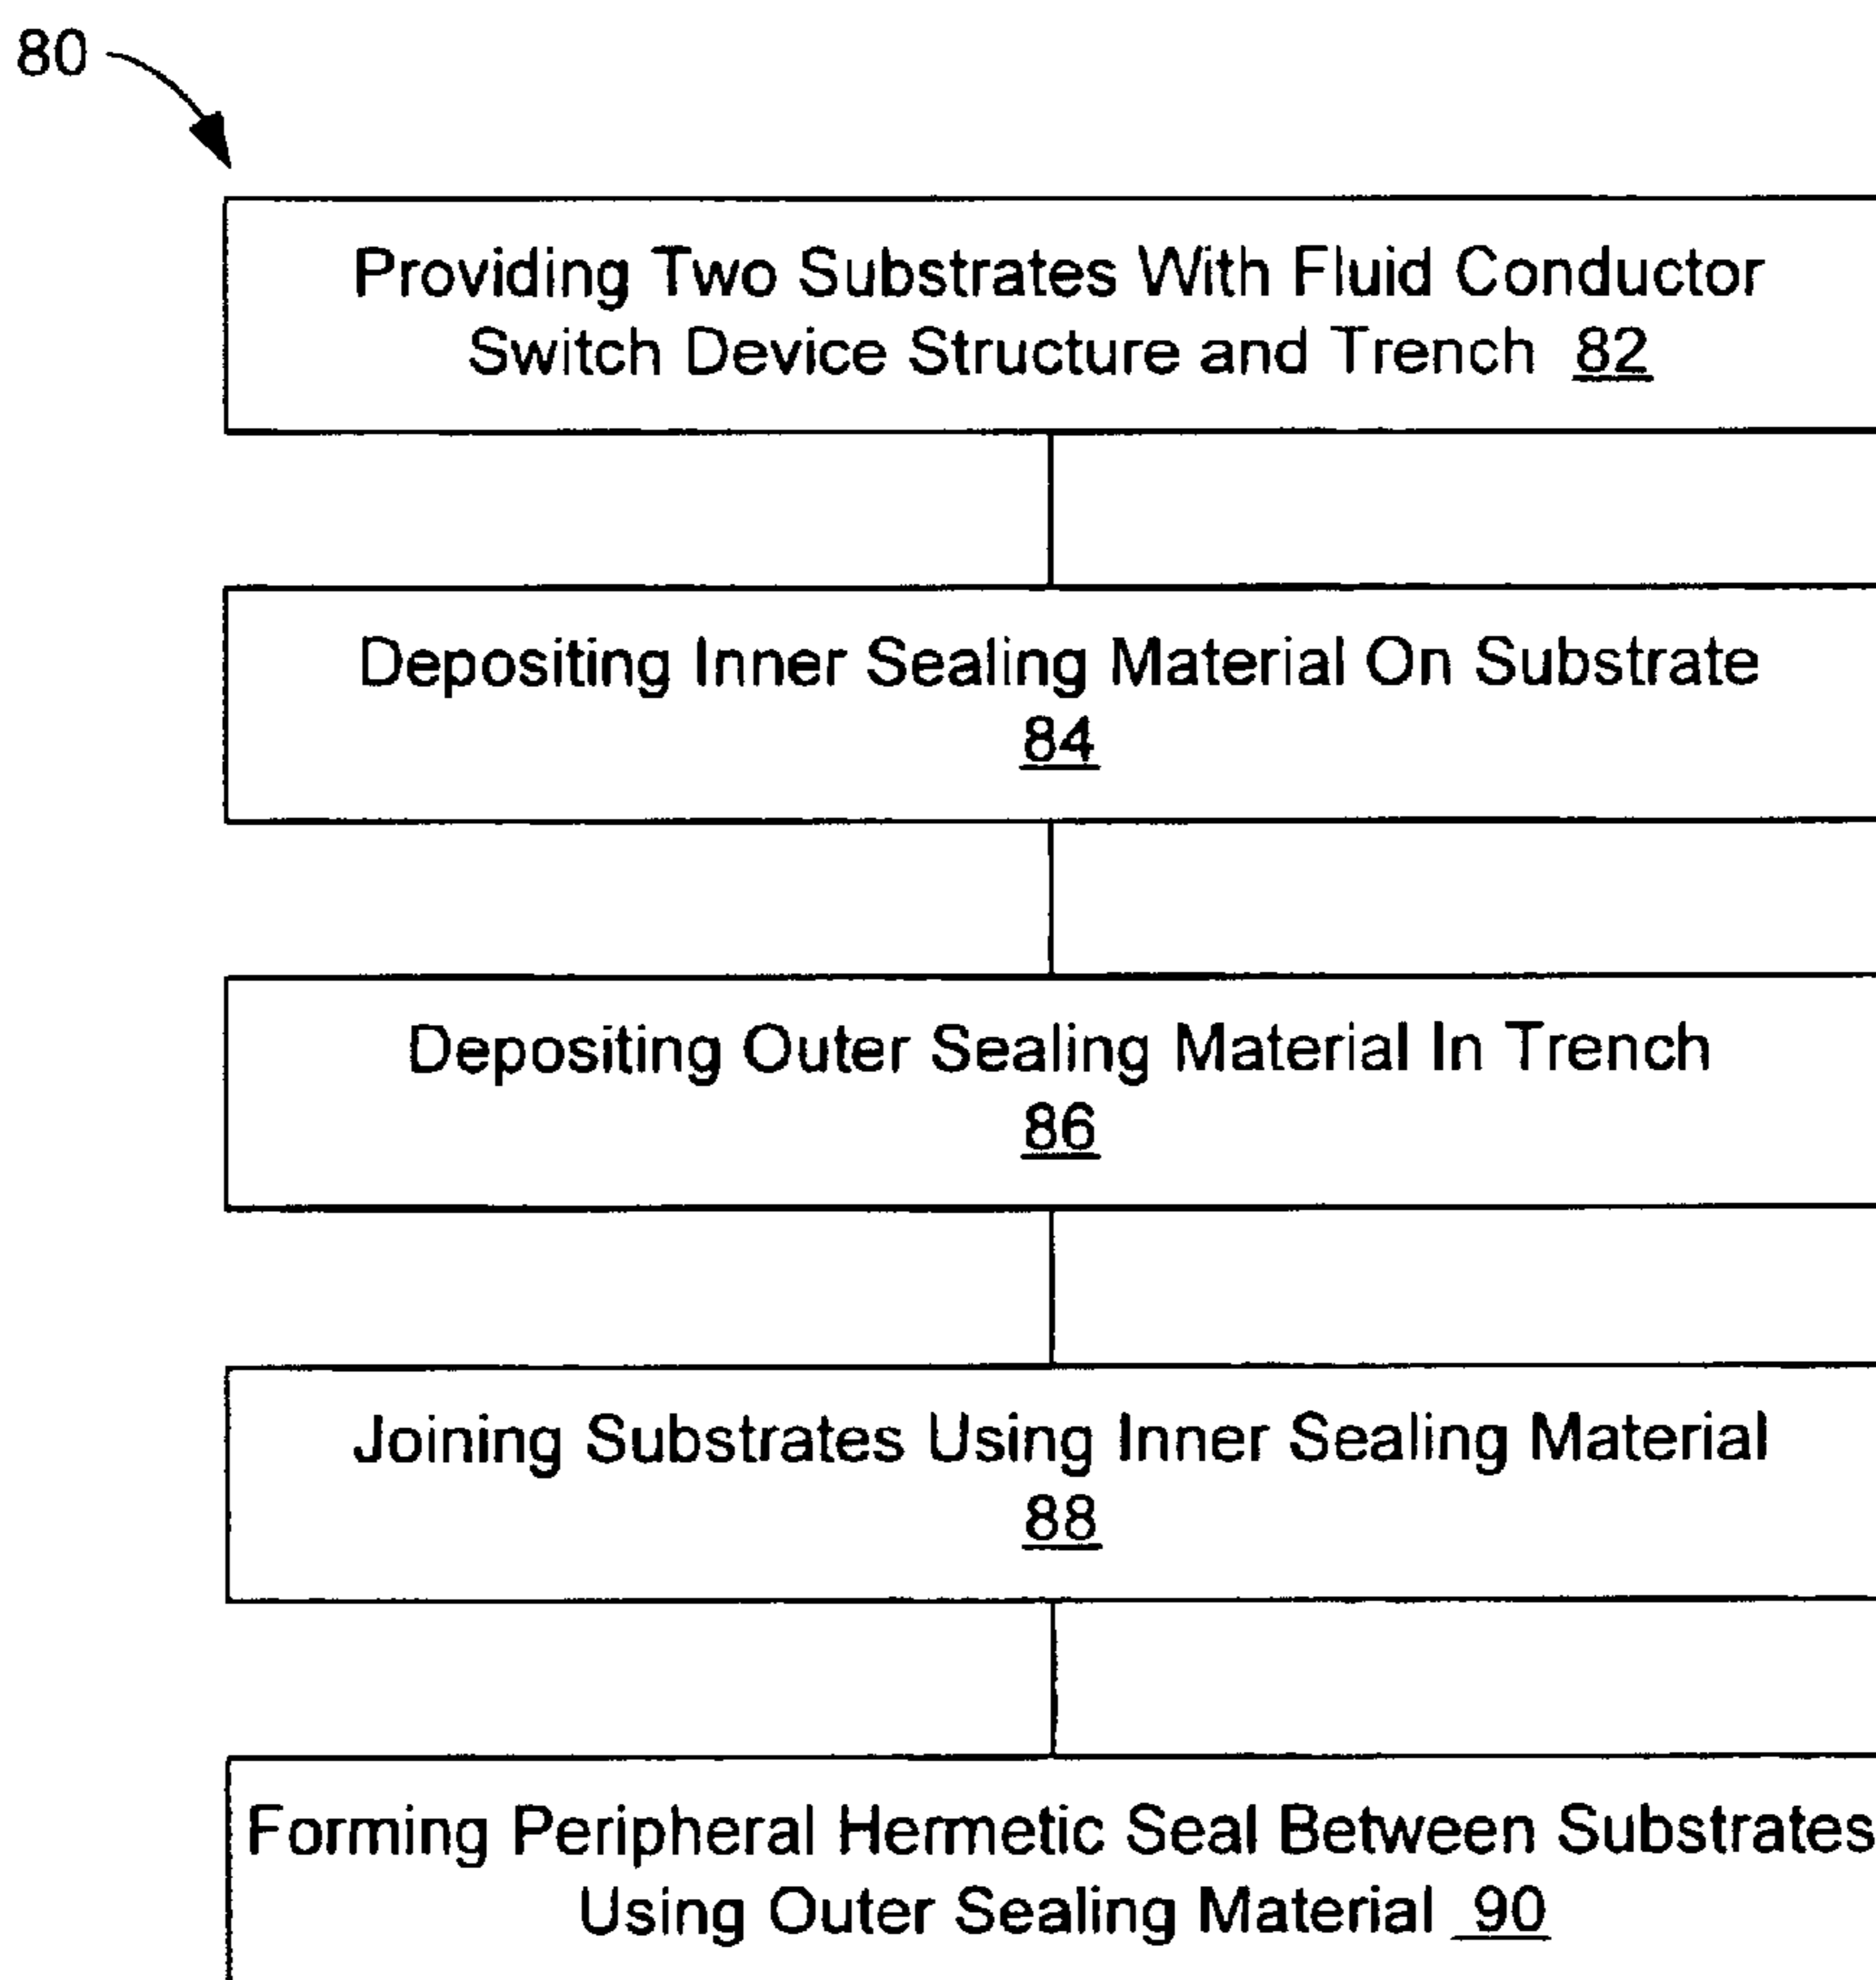 80
Providing Two Substrates With Fluid Conductor
Switch Device Structure and Trench 82
Depositing Inner Sealing Material On Substrate
84
Depositing Outer Sealing Material In Trench
86
Joining Substrates Using Inner Sealing Material
88
Forming Peripheral Hermetic Seal Between Substrates
Using Outer Sealing Material 90